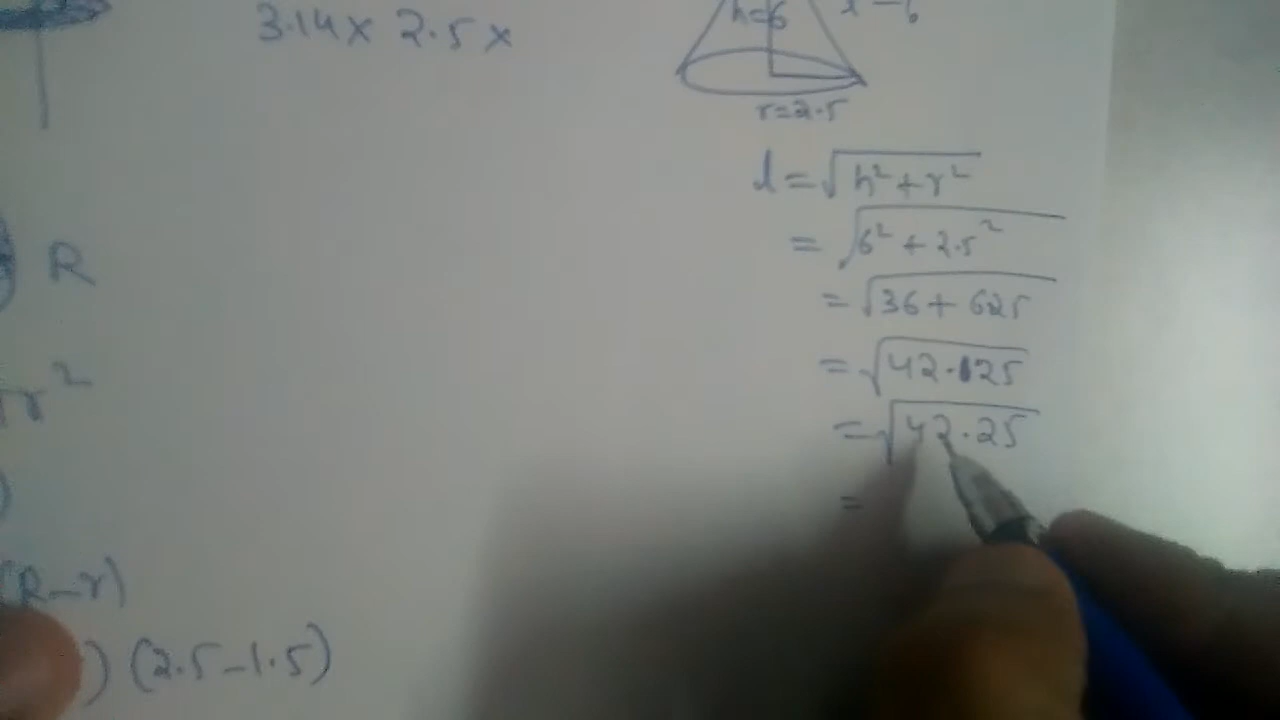 3.14 x 2.5 x
h=6
r=2.5
l = √h² + r²
= √6² + 2.5²
= √36 + 625
= √42.125
= √42.25
=
R
r²
(R-r)
) (2.5-1.5)